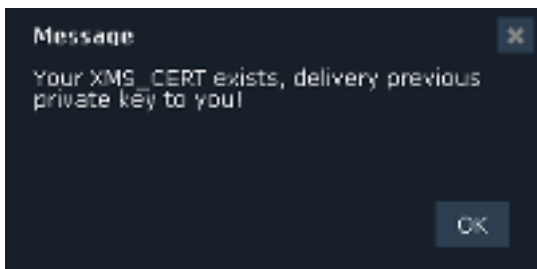 Message
Your XMS_CERT exists, delivery previous
private key to you!
OK